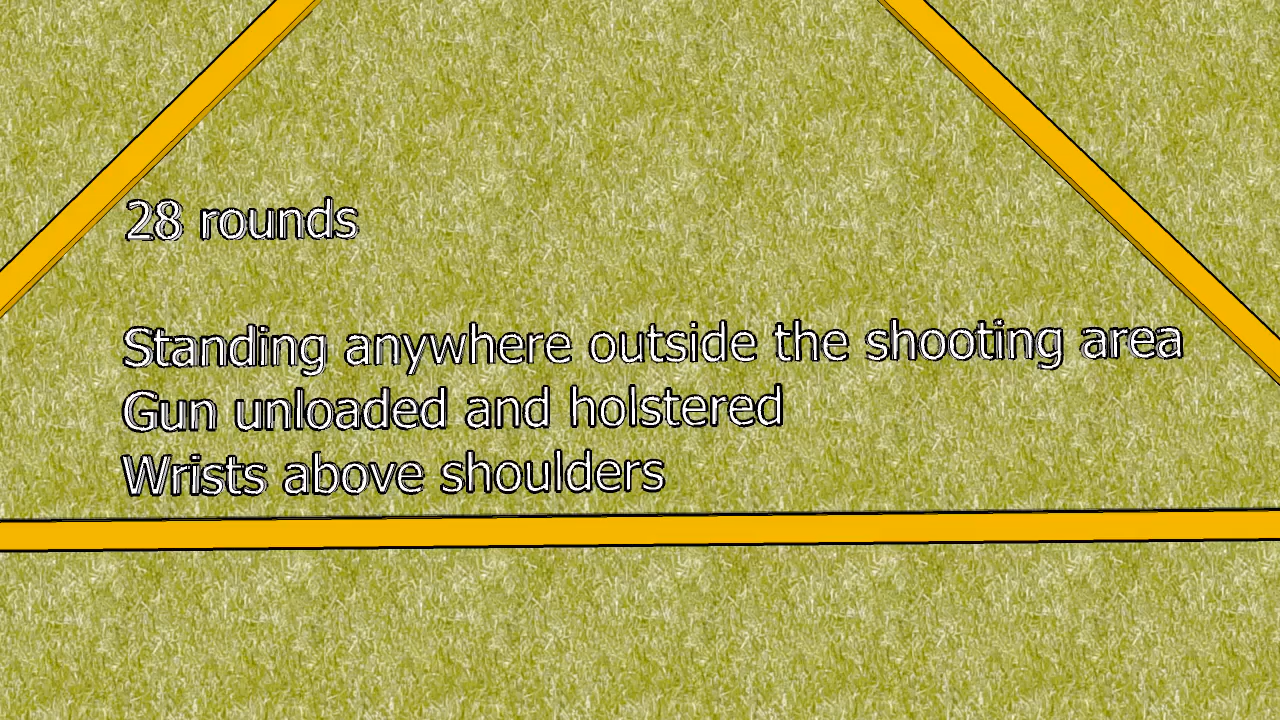 28 rounds
Standing anywhere outside the shooting area
Gun unloaded and holstered
Wrists above shoulders